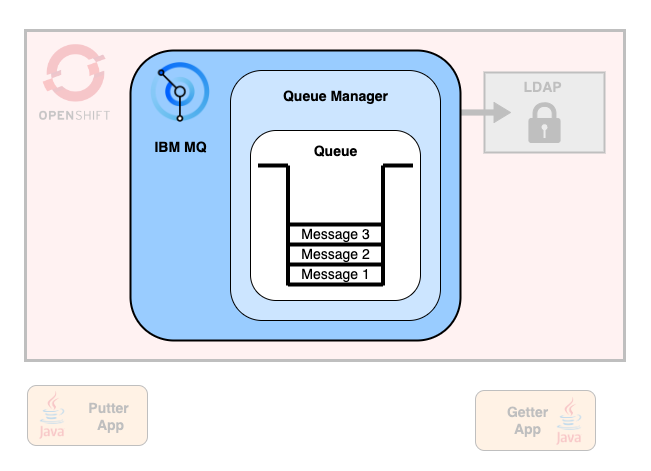 OPENSHIFT
IBM MQ
Queue Manager
Queue
Message 3
Message 2
Message 1
LDAP
Java
Putter
App
Getter
App
Java